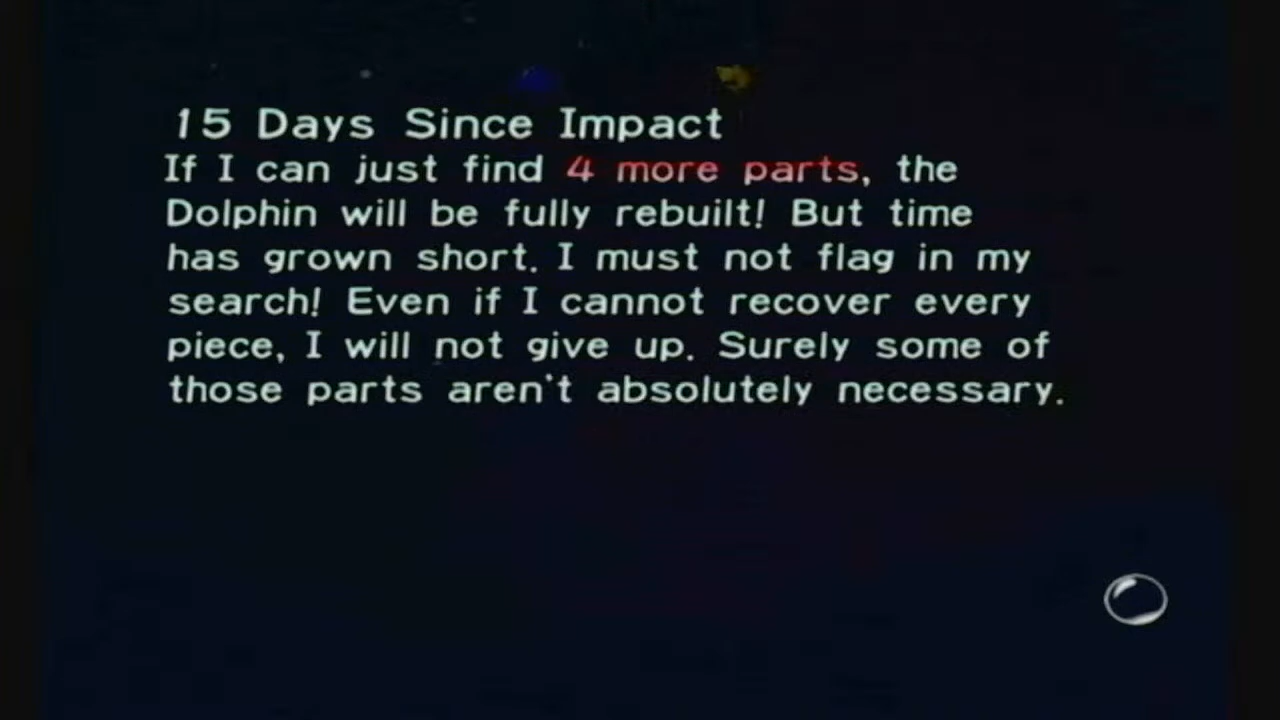 15 Days Since Impact
If I can just find 4 more parts, the
Dolphin will be fully rebuilt! But time
has grown short. I must not flag in my
search! Even if I cannot recover every
piece, I will not give up. Surely some of
those parts aren't absolutely necessary.